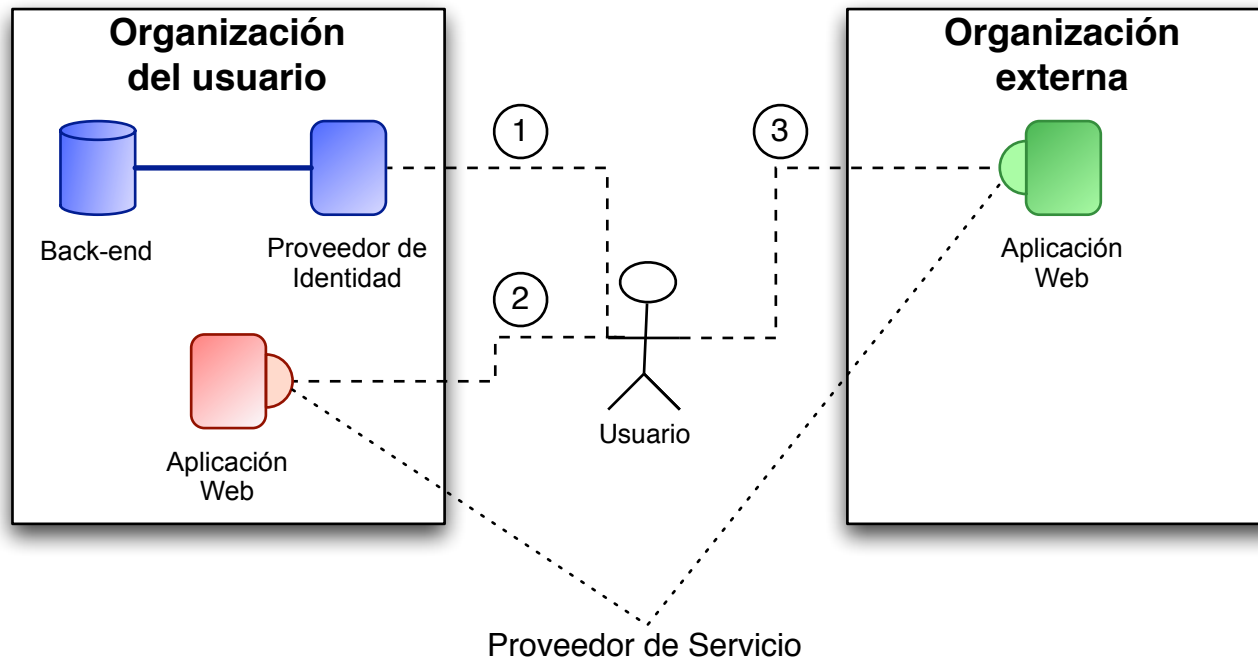 Organización
del usuario
Organización
externa
1
3
Back-end
Proveedor de
Identidad
Aplicación
Web
2
Usuario
Aplicación
Web
Proveedor de Servicio